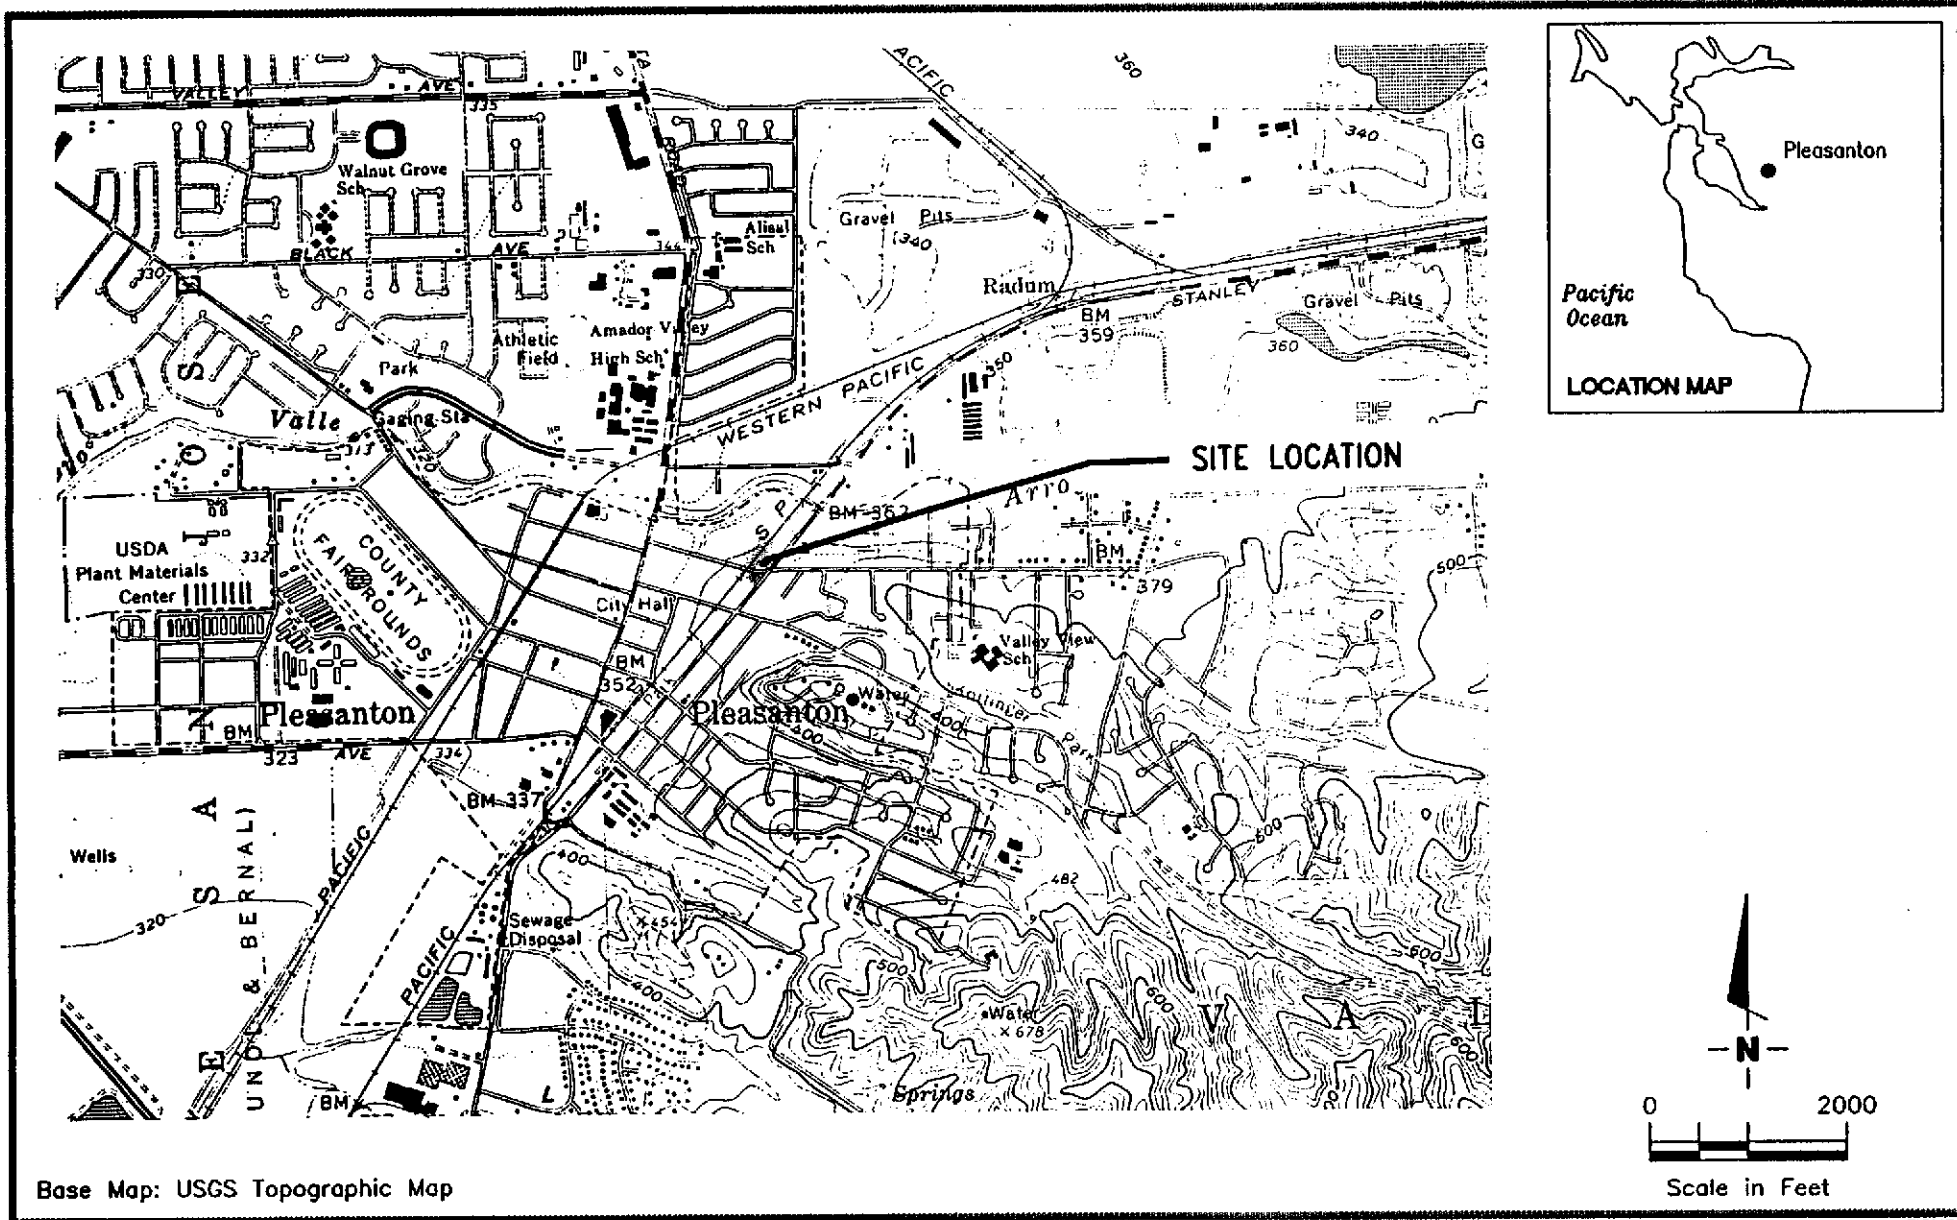 VALLEY
AVE
335
ACIFIC
360
Walnut Grove
Sch
BLACK
AVE
344
330
Alisal
Sch
Gravel Pits
340
340
G
Radum
STANLEY
Gravel Pits
BM
359
360
350
Athletic
Field
Amador Valley
High Sch
Park
WESTERN PACIFIC
Valle
Gaging Sta
313
320
SITE LOCATION
Arro
BM 362
S P
USDA
Plant Materials
Center
332
COUNTY
FAIRGROUNDS
City Hall
BM
379
500
Valley View
Sch
BM
352
Water
400
400
Pleasanton
Pleasanton
BM
323
AVE
334
Park
BM 337
PACIFIC
PACIFIC
Wells
320
400
454
400
Sewage
Disposal
482
500
600
600
600
600
500
Water
x 678
Springs
V A L
S
O
J
N
A
S
E
UND & BERNAL)
BM
L
Pleasanton
Pacific
Ocean
LOCATION MAP
N
0 2000
Scale in Feet
Base Map: USGS Topographic Map